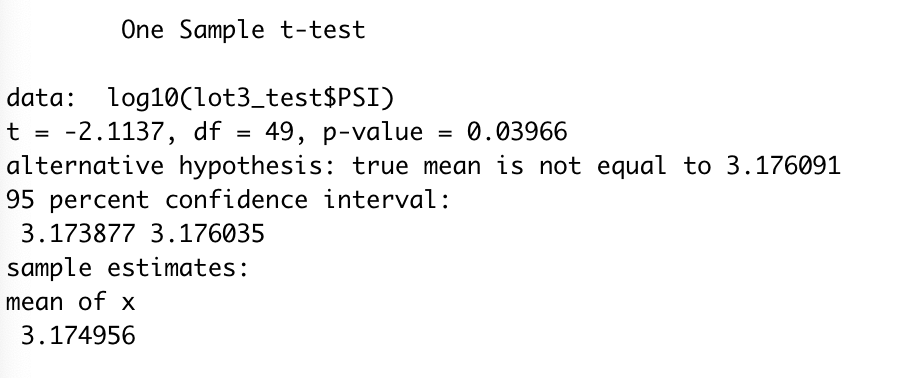 One Sample t-test
data:  log10(lot3_test$PSI)
t = -2.1137, df = 49, p-value = 0.03966
alternative hypothesis: true mean is not equal to 3.176091
95 percent confidence interval:
3.173877 3.176035
sample estimates:
mean of x
3.174956